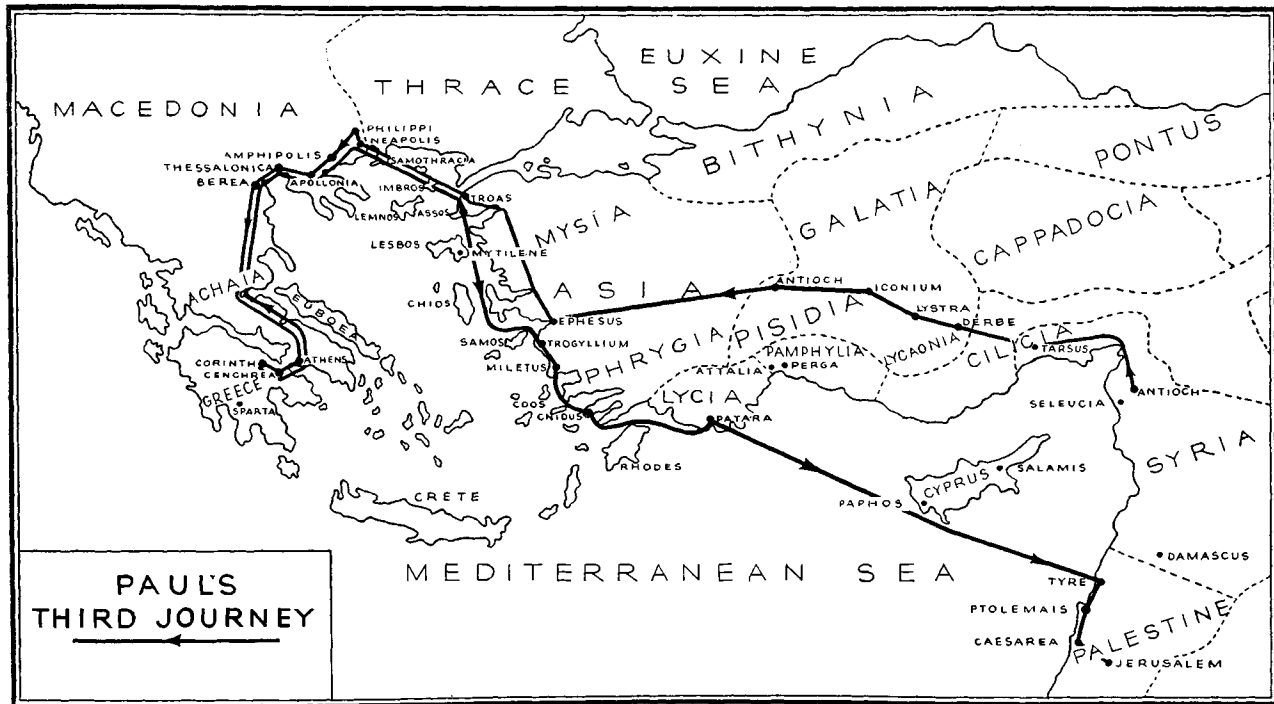 EUXINE
SEA
THRACE
MACEDONIA
BITHYNIA
PONTUS
PHILIPPI
NEAPOLIS
AMPHIPOLIS
SAMOTHRACIA
THESSALONICA
BEREA
APOLLONIA
IMBROS
TROAS
LEMNOS
TASSOS
MYSIA
GALATIA
CAPPADOCIA
LESBOS
MYTILENE
ACHAIA
EUBOEA
CHIOS
ASIA
ANTIOCH
ICONIUM
LYSTRA
DERBE
EPHESUS
SAMOS
TROGYLLIUM
PHRYGIA
PISIDIA
LYCAONIA
CILICIA
TARSUS
PAMPHYLIA
CORINTH
ATHENS
CENCHREA
MILETUS
ATTALIA
PERGA
GREECE
SPARTA
LYCIA
ANTIOCH
SELEUCIA
COOS
CNIDUS
PATARA
SYRIA
RHODES
CYPRUS
SALAMIS
CRETE
PAPHOS
MEDITERRANEAN SEA
DAMASCUS
TYRE
PTOLEMAIS
PALESTINE
CAESAREA
JERUSALEM
PAUL'S
THIRD JOURNEY